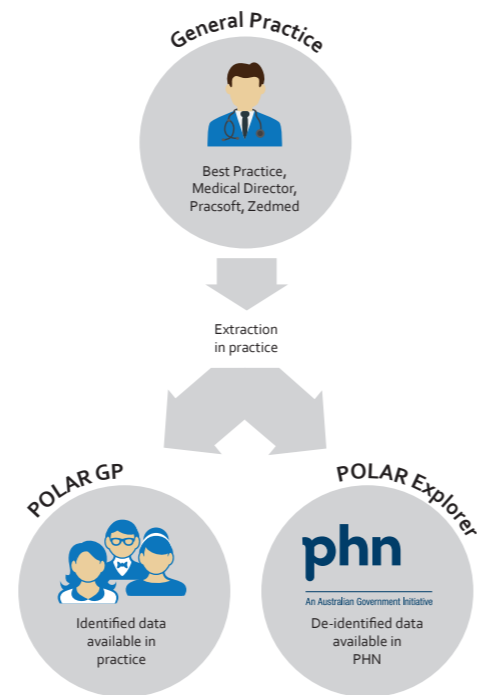 General Practice
Best Practice,
Medical Director,
Pracsoft, Zedmed
Extraction
in practice
POLAR GP
Identified data
available in
practice
POLAR Explorer
phn
An Australian Government Initiative
De-identified data
available in
PHN